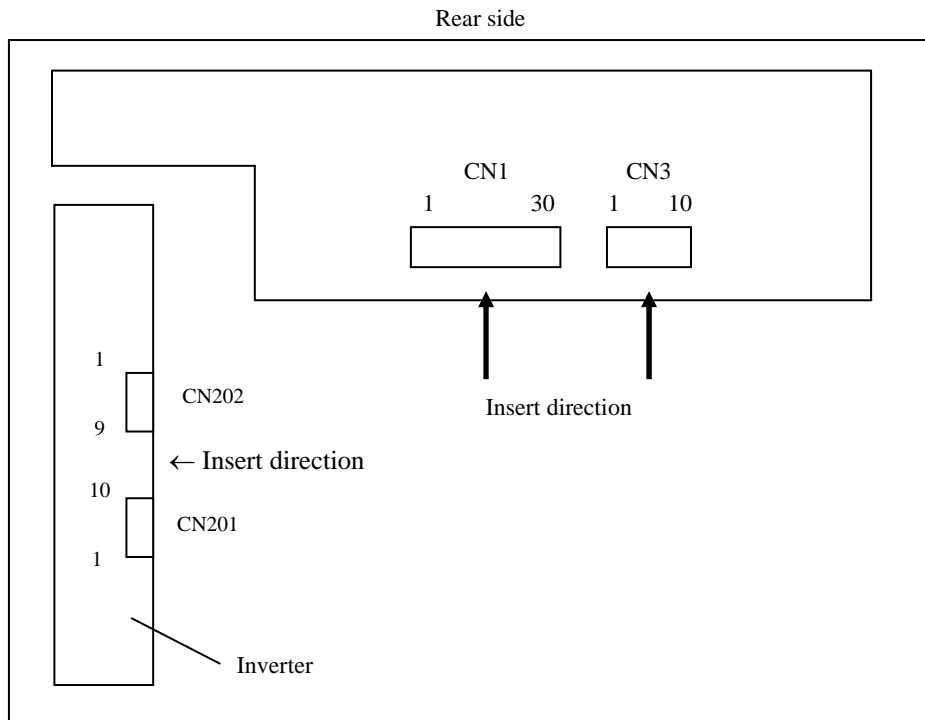 Rear side
CN1 CN3
1 30 1 10
1
CN202
Insert direction
9
← Insert direction
10
CN201
1
Inverter